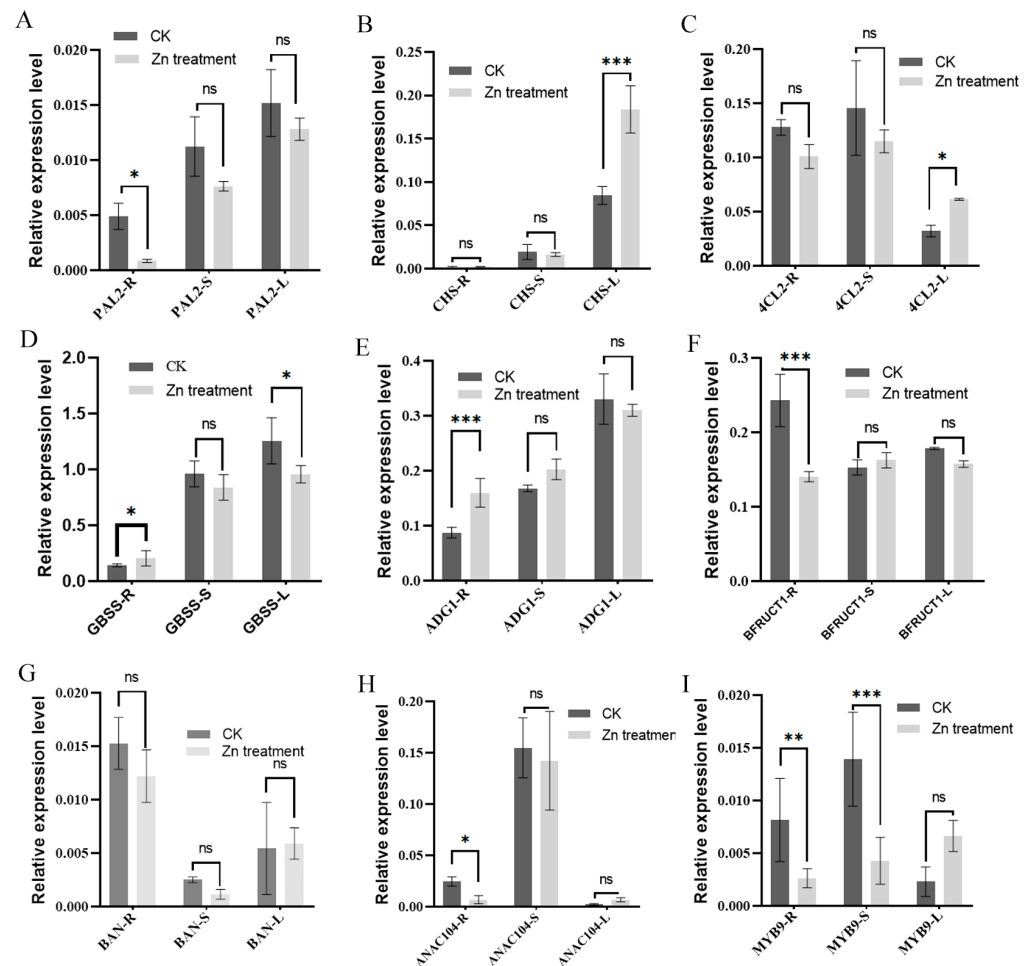 A
Relative expression level
0.020
0.015
0.010
0.005
0.000
CK
Zn treatment
*
ns
ns
PAL2-R
PAL2-S
PAL2-L
B
Relative expression level
0.25
0.20
0.15
0.10
0.05
0.00
CK
Zn treatment
ns
ns
***
CHS-R
CHS-S
CHS-L
C
Relative expression level
0.20
0.15
0.10
0.05
0.00
CK
Zn treatment
ns
ns
*
4CL2-R
4CL2-S
4CL2-L
D
Relative expression level
2.0
1.5
1.0
0.5
0.0
CK
Zn treatment
*
ns
*
GBSS-R
GBSS-S
GBSS-L
E
Relative expression level
0.4
0.3
0.2
0.1
0.0
CK
Zn treatment
***
ns
ns
ADG1-R
ADG1-S
ADG1-L
F
Relative expression level
0.3
0.2
0.1
0.0
CK
Zn treatment
***
ns
ns
BFRUCT1-R
BFRUCT1-S
BFRUCT1-L
G
Relative expression level
0.020
0.015
0.010
0.005
0.000
CK
Zn treatment
ns
ns
ns
BAN-R
BAN-S
BAN-L
H
Relative expression level
0.20
0.15
0.10
0.05
0.00
CK
Zn treatment
*
ns
ns
ANAC104-R
ANAC104-S
ANAC104-L
I
Relative expression level
0.020
0.015
0.010
0.005
0.000
CK
Zn treatment
**
***
ns
MYB9-R
MYB9-S
MYB9-L